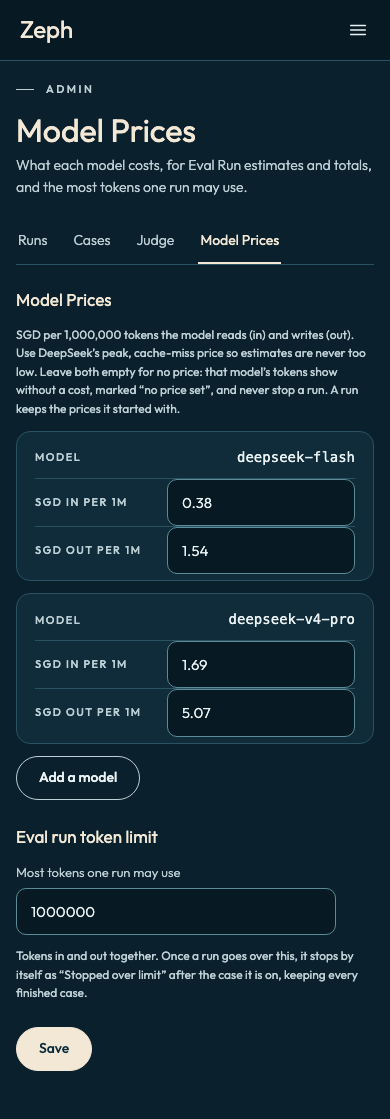 Zeph
ADMIN
Model Prices
What each model costs, for Eval Run estimates and totals,
and the most tokens one run may use.
Runs Cases Judge Model Prices
Model Prices
SGD per 1,000,000 tokens the model reads (in) and writes (out).
Use DeepSeek’s peak, cache-miss price so estimates are never too
low. Leave both empty for no price: that model’s tokens show
without a cost, marked “no price set”, and never stop a run. A run
keeps the prices it started with.
MODEL deepseek-flash
SGD IN PER 1M 0.38
SGD OUT PER 1M 1.54
MODEL deepseek-v4-pro
SGD IN PER 1M 1.69
SGD OUT PER 1M 5.07
Add a model
Eval run token limit
Most tokens one run may use
1000000
Tokens in and out together. Once a run goes over this, it stops by
itself as “Stopped over limit” after the case it is on, keeping every
finished case.
Save